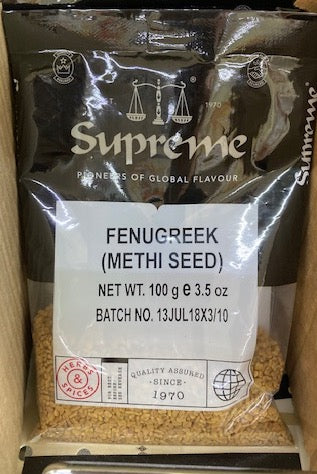 1970
Supreme
PIONEERS OF GLOBAL FLAVOUR
Supreme
FENUGREEK
(METHI SEED)
NET WT. 100 g e 3.5 oz
BATCH NO. 13JUL18X3/10
HERBS
&
SPICES
QUALITY ASSURED
·SINCE·
1970